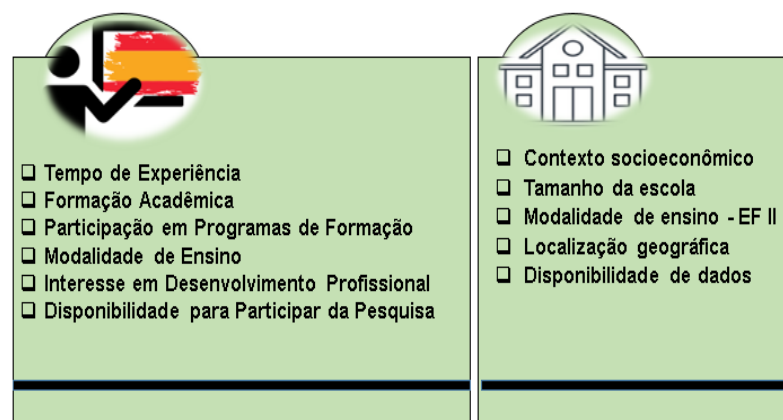 Tempo de Experiência
Formação Acadêmica
Participação em Programas de Formação
Modalidade de Ensino
Interesse em Desenvolvimento Profissional
Disponibilidade para Participar da Pesquisa
Contexto socioeconômico
Tamanho da escola
Modalidade de ensino - EF II
Localização geográfica
Disponibilidade de dados